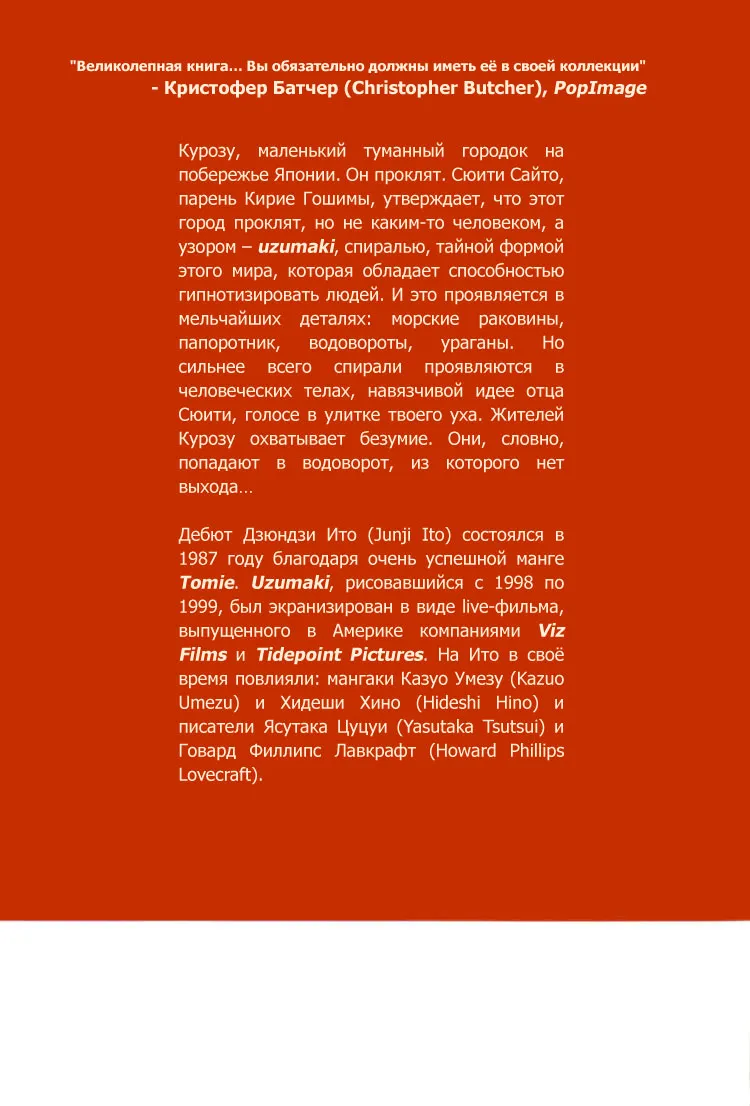 "Великолепная книга… Вы обязательно должны иметь её в своей коллекции"
- Кристофер Батчер (Christopher Butcher), PopImage
Курозу, маленький туманный городок на
побережье Японии. Он проклят. Сюити Сайто,
парень Кирие Гошимы, утверждает, что этот
город проклят, но не каким-то человеком, а
узором – uzumaki, спиралью, тайной формой
этого мира, которая обладает способностью
гипнотизировать людей. И это проявляется в
мельчайших деталях: морские раковины,
папоротник, водовороты, ураганы. Но
сильнее всего спирали проявляются в
человеческих телах, навязчивой идее отца
Сюити, голосе в улитке твоего уха. Жителей
Курозу охватывает безумие. Они, словно,
попадают в водоворот, из которого нет
выхода…
Дебют Дзюндзи Ито (Junji Ito) состоялся в
1987 году благодаря очень успешной манге
Tomie. Uzumaki, рисовавшийся с 1998 по
1999, был экранизирован в виде live-фильма,
выпущенного в Америке компаниями Viz
Films и Tidepoint Pictures. На Ито в своё
время повлияли: мангаки Казуо Умезу (Kazuo
Umezu) и Хидеши Хино (Hideshi Hino) и
писатели Ясутака Цуцуи (Yasutaka Tsutsui) и
Говард Филлипс Лавкрафт (Howard Phillips
Lovecraft).